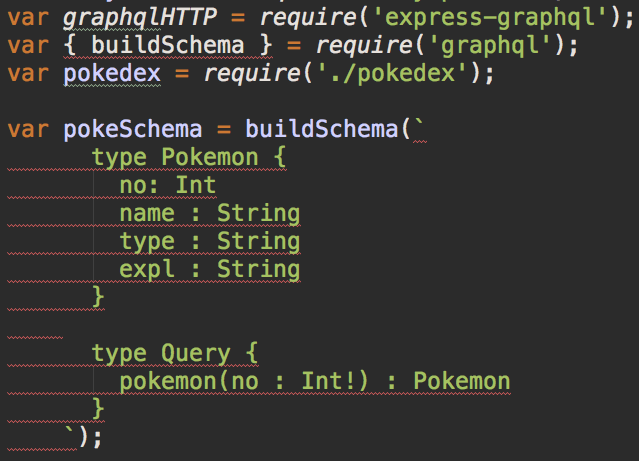 var graphqlHTTP = require('express-graphql');
var { buildSchema } = require('graphql');
var pokedex = require('./pokedex');
var pokeSchema = buildSchema(`
type Pokemon {
no: Int
name : String
type : String
expl : String
}
type Query {
pokemon(no : Int!) : Pokemon
}
`);